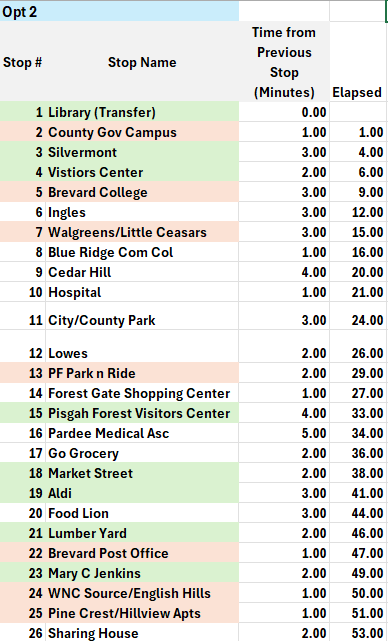 Opt 2
Stop # Stop Name Time from Previous Stop (Minutes) Elapsed
1 Library (Transfer) 0.00
2 County Gov Campus 1.00 1.00
3 Silvermont 3.00 4.00
4 Vistiors Center 2.00 6.00
5 Brevard College 3.00 9.00
6 Ingles 3.00 12.00
7 Walgreens/Little Ceasars 3.00 15.00
8 Blue Ridge Com Col 1.00 16.00
9 Cedar Hill 4.00 20.00
10 Hospital 1.00 21.00
11 City/County Park 3.00 24.00
12 Lowes 2.00 26.00
13 PF Park n Ride 2.00 29.00
14 Forest Gate Shopping Center 1.00 27.00
15 Pisgah Forest Visitors Center 4.00 33.00
16 Pardee Medical Asc 5.00 34.00
17 Go Grocery 2.00 36.00
18 Market Street 2.00 38.00
19 Aldi 3.00 41.00
20 Food Lion 3.00 44.00
21 Lumber Yard 2.00 46.00
22 Brevard Post Office 1.00 47.00
23 Mary C Jenkins 2.00 49.00
24 WNC Source/English Hills 1.00 50.00
25 Pine Crest/Hillview Apts 1.00 51.00
26 Sharing House 2.00 53.00